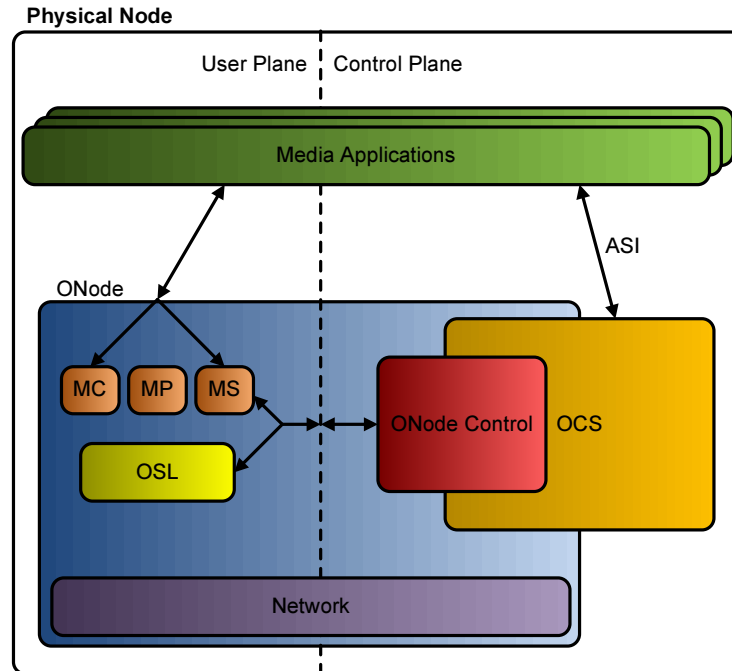 Physical Node
User Plane
Control Plane
Media Applications
ASI
ONode
MC
MP
MS
ONode Control
OCS
OSL
Network